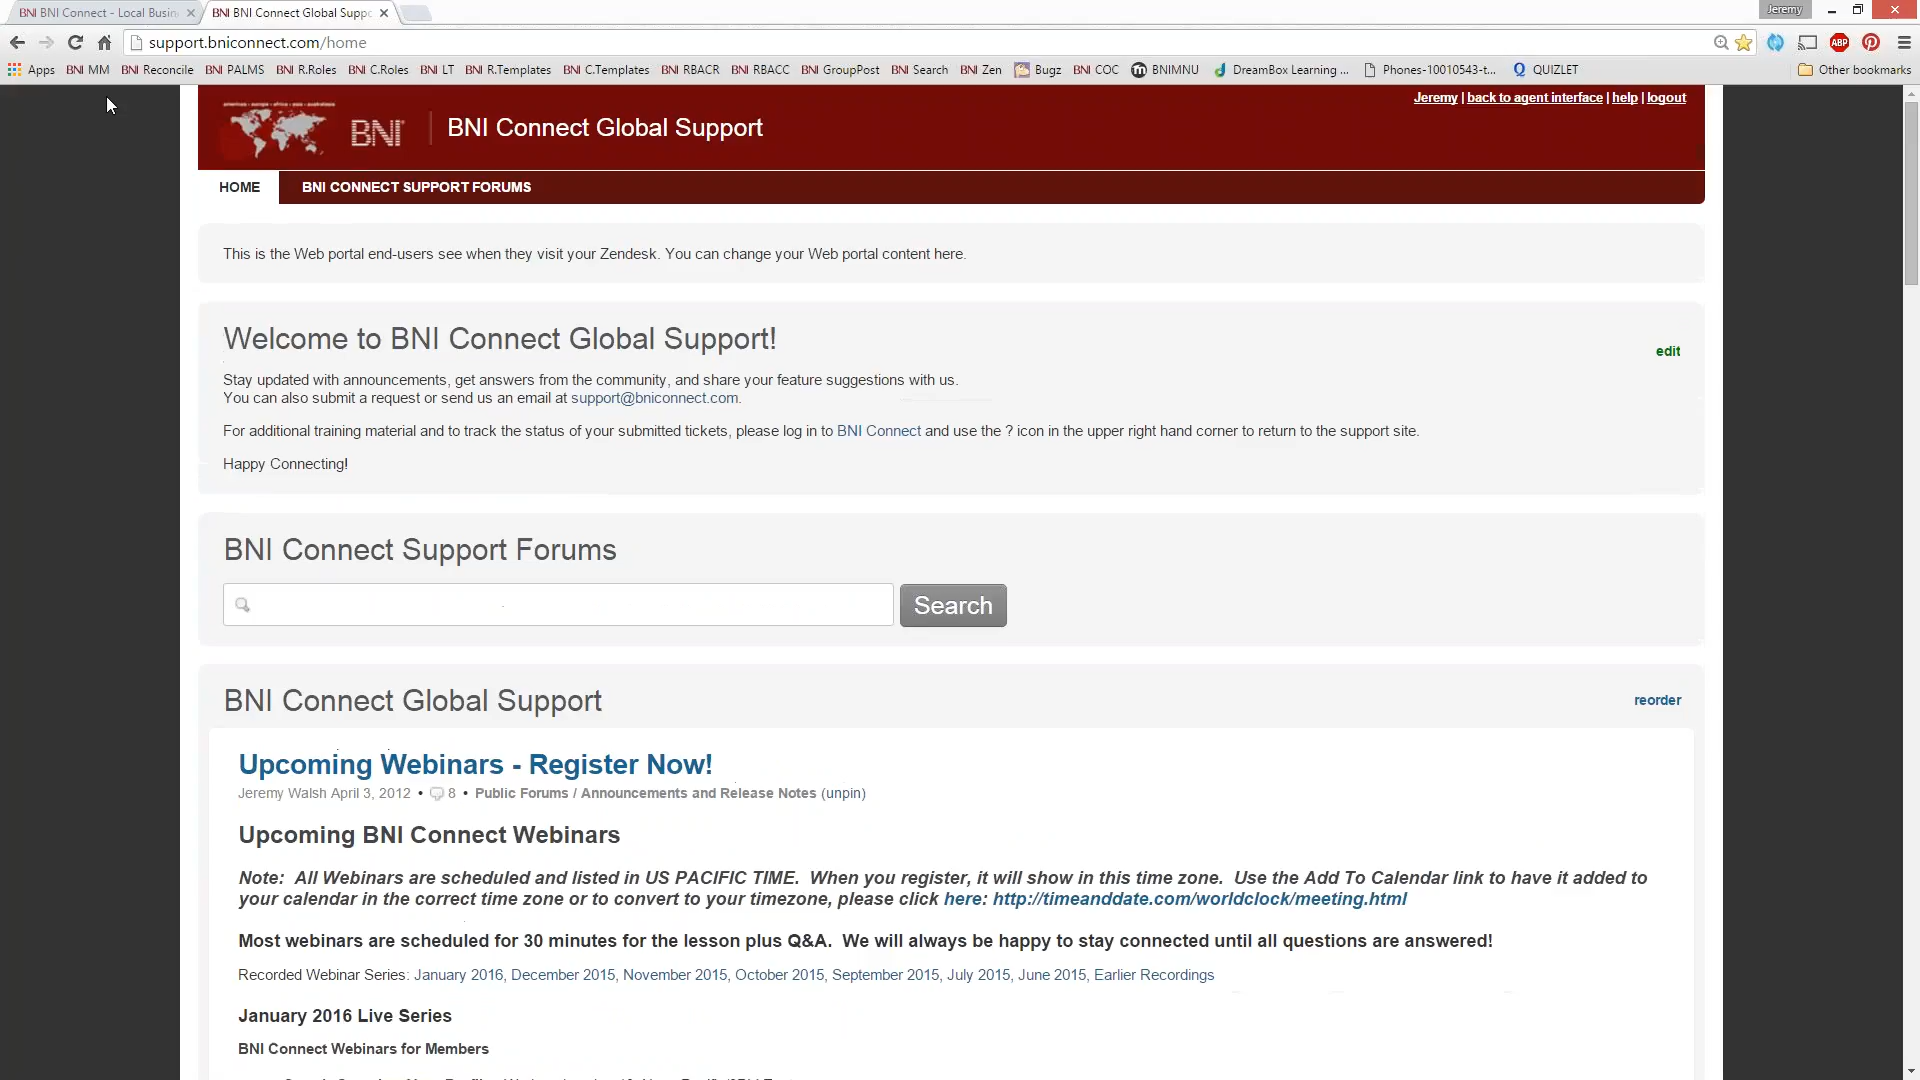 BNI BNI Connect - Local Busin
BNI BNI Connect Global Suppo
Jeremy
support.bniconnect.com/home
ABP
Apps BNI MM BNI Reconcile BNI PALMS BNI R.Roles BNI C.Roles BNI LT BNI R.Templates BNI C.Templates BNI RBACR BNI RBACC BNI GroupPost BNI Search BNI Zen Bugz BNI COC BNIMNU DreamBox Learning ... Phones-10010543-t... QUIZLET Other bookmarks
Jeremy | back to agent interface | help | logout
americas • europe • africa • asia • australasia
BNI® BNI Connect Global Support
HOME BNI CONNECT SUPPORT FORUMS
This is the Web portal end-users see when they visit your Zendesk. You can change your Web portal content here.
Welcome to BNI Connect Global Support!
edit
Stay updated with announcements, get answers from the community, and share your feature suggestions with us.
You can also submit a request or send us an email at support@bniconnect.com.
For additional training material and to track the status of your submitted tickets, please log in to BNI Connect and use the ? icon in the upper right hand corner to return to the support site.
Happy Connecting!
BNI Connect Support Forums
Search
BNI Connect Global Support
reorder
Upcoming Webinars - Register Now!
Jeremy Walsh April 3, 2012 • 8 • Public Forums / Announcements and Release Notes (unpin)
Upcoming BNI Connect Webinars
Note: All Webinars are scheduled and listed in US PACIFIC TIME. When you register, it will show in this time zone. Use the Add To Calendar link to have it added to
your calendar in the correct time zone or to convert to your timezone, please click here: http://timeanddate.com/worldclock/meeting.html
Most webinars are scheduled for 30 minutes for the lesson plus Q&A. We will always be happy to stay connected until all questions are answered!
Recorded Webinar Series: January 2016, December 2015, November 2015, October 2015, September 2015, July 2015, June 2015, Earlier Recordings
January 2016 Live Series
BNI Connect Webinars for Members